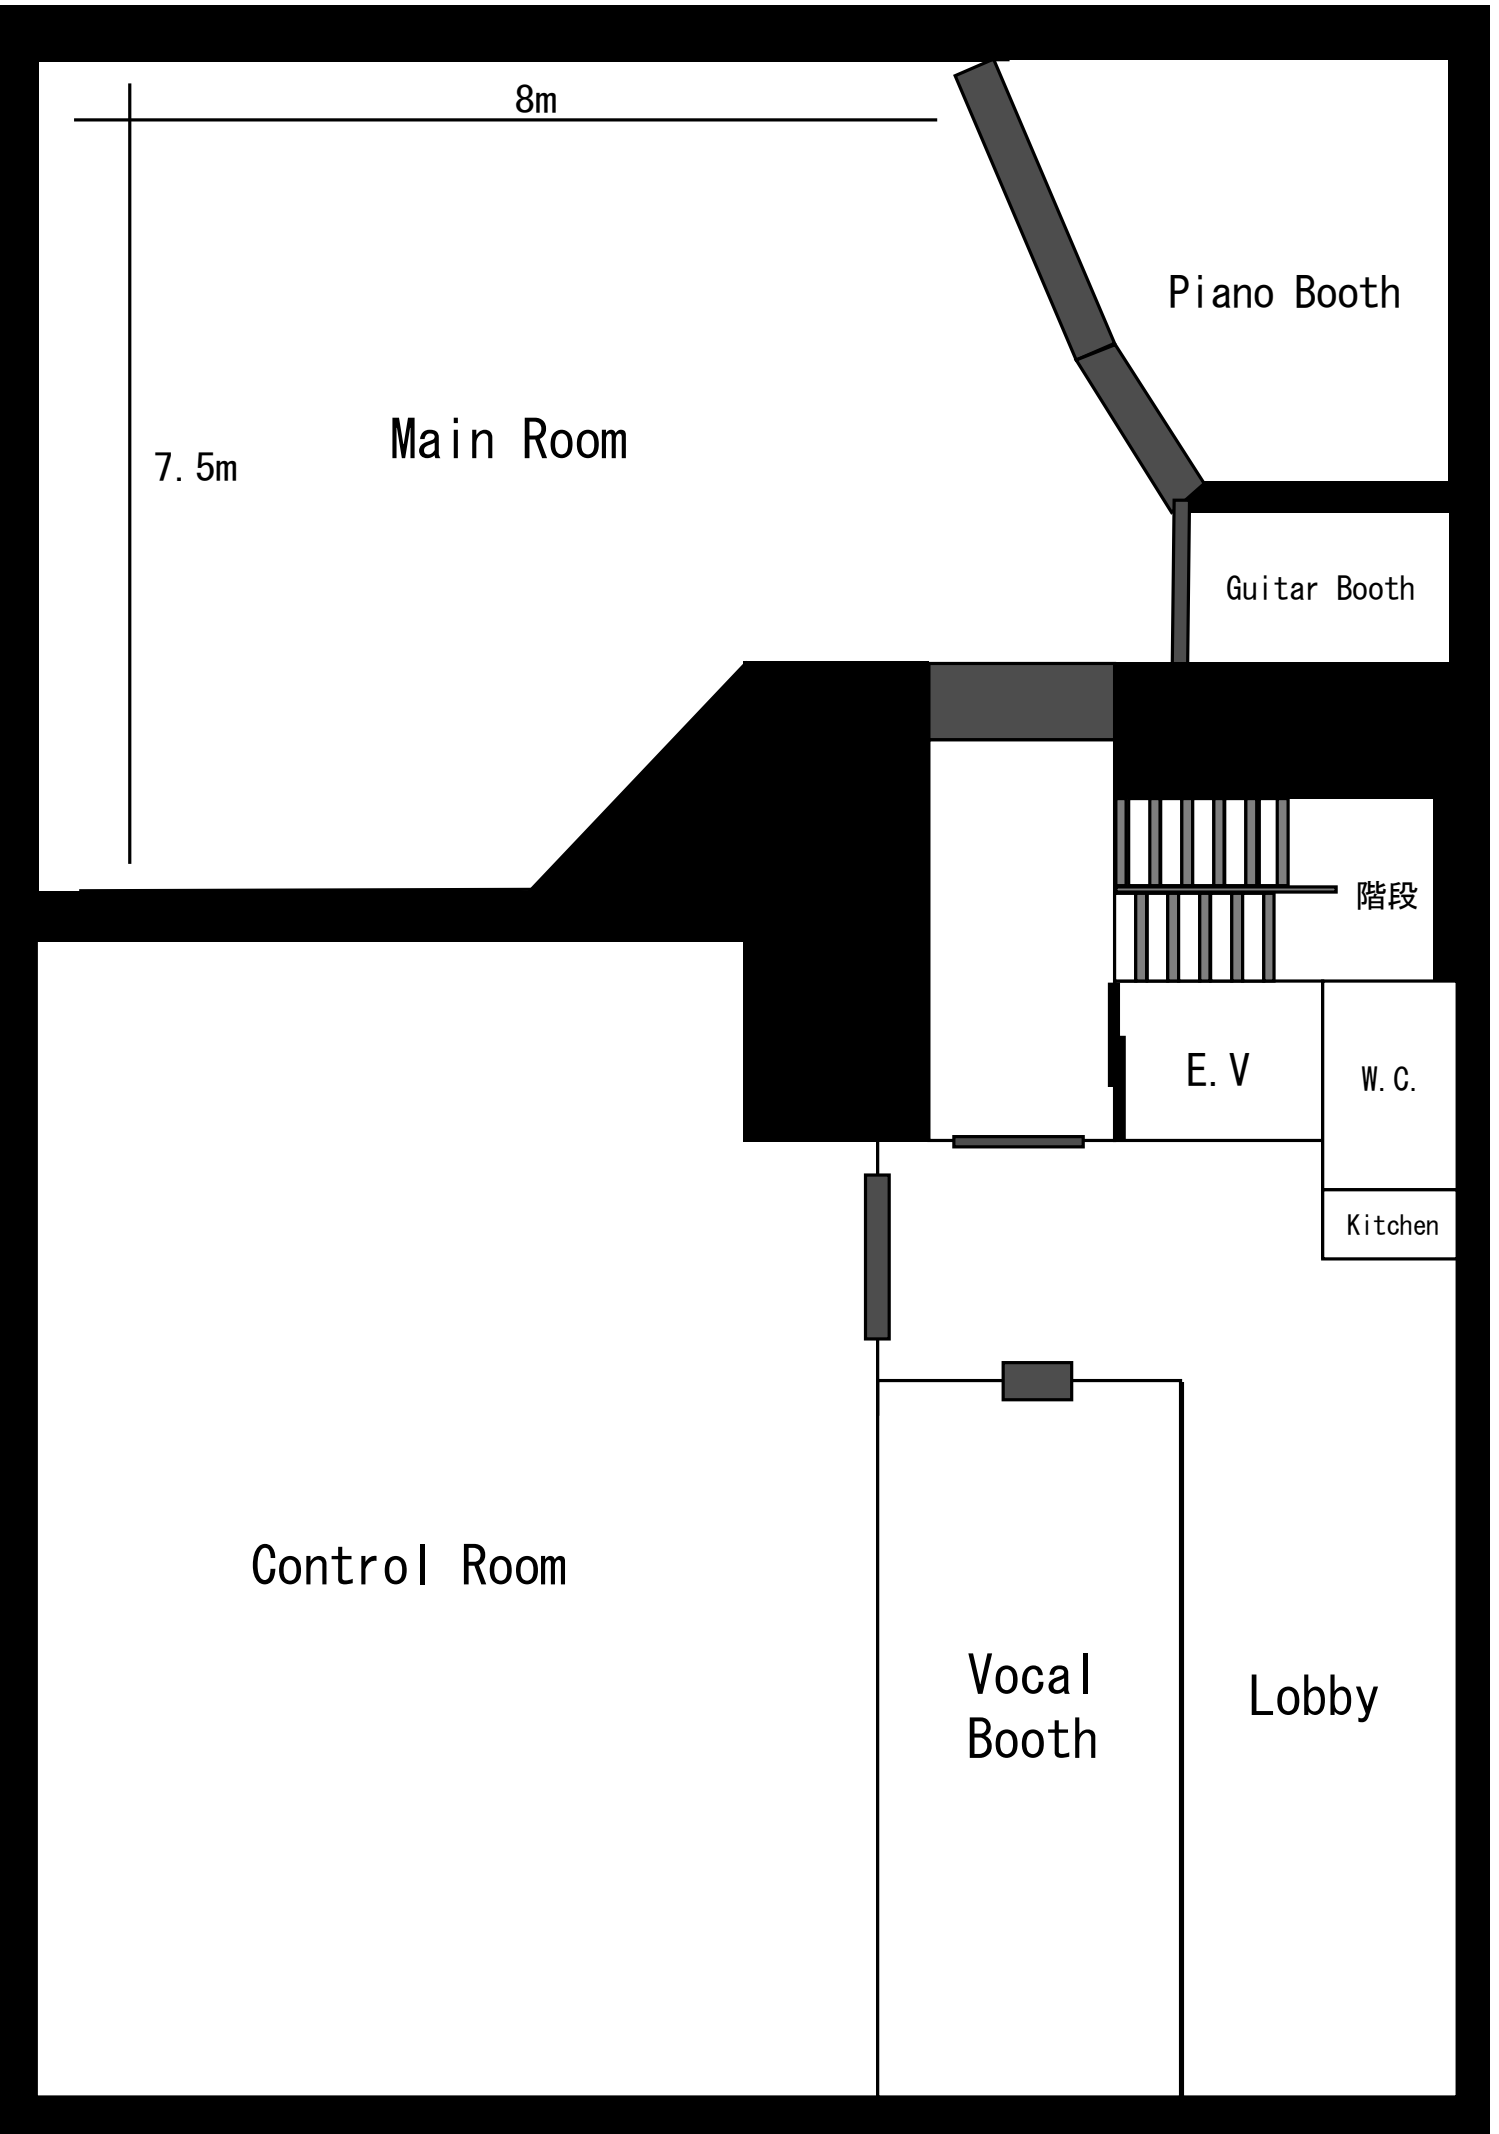 8m
Piano Booth
Main Room
7.5m
Guitar Booth
階段
E.V
W.C.
Kitchen
Control Room
Vocal
Booth
Lobby